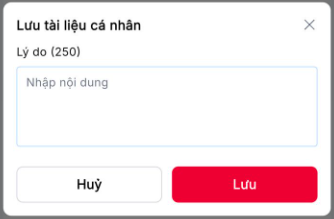 Lưu tài liệu cá nhân
Lý do (250)
Nhập nội dung
Huỷ
Lưu